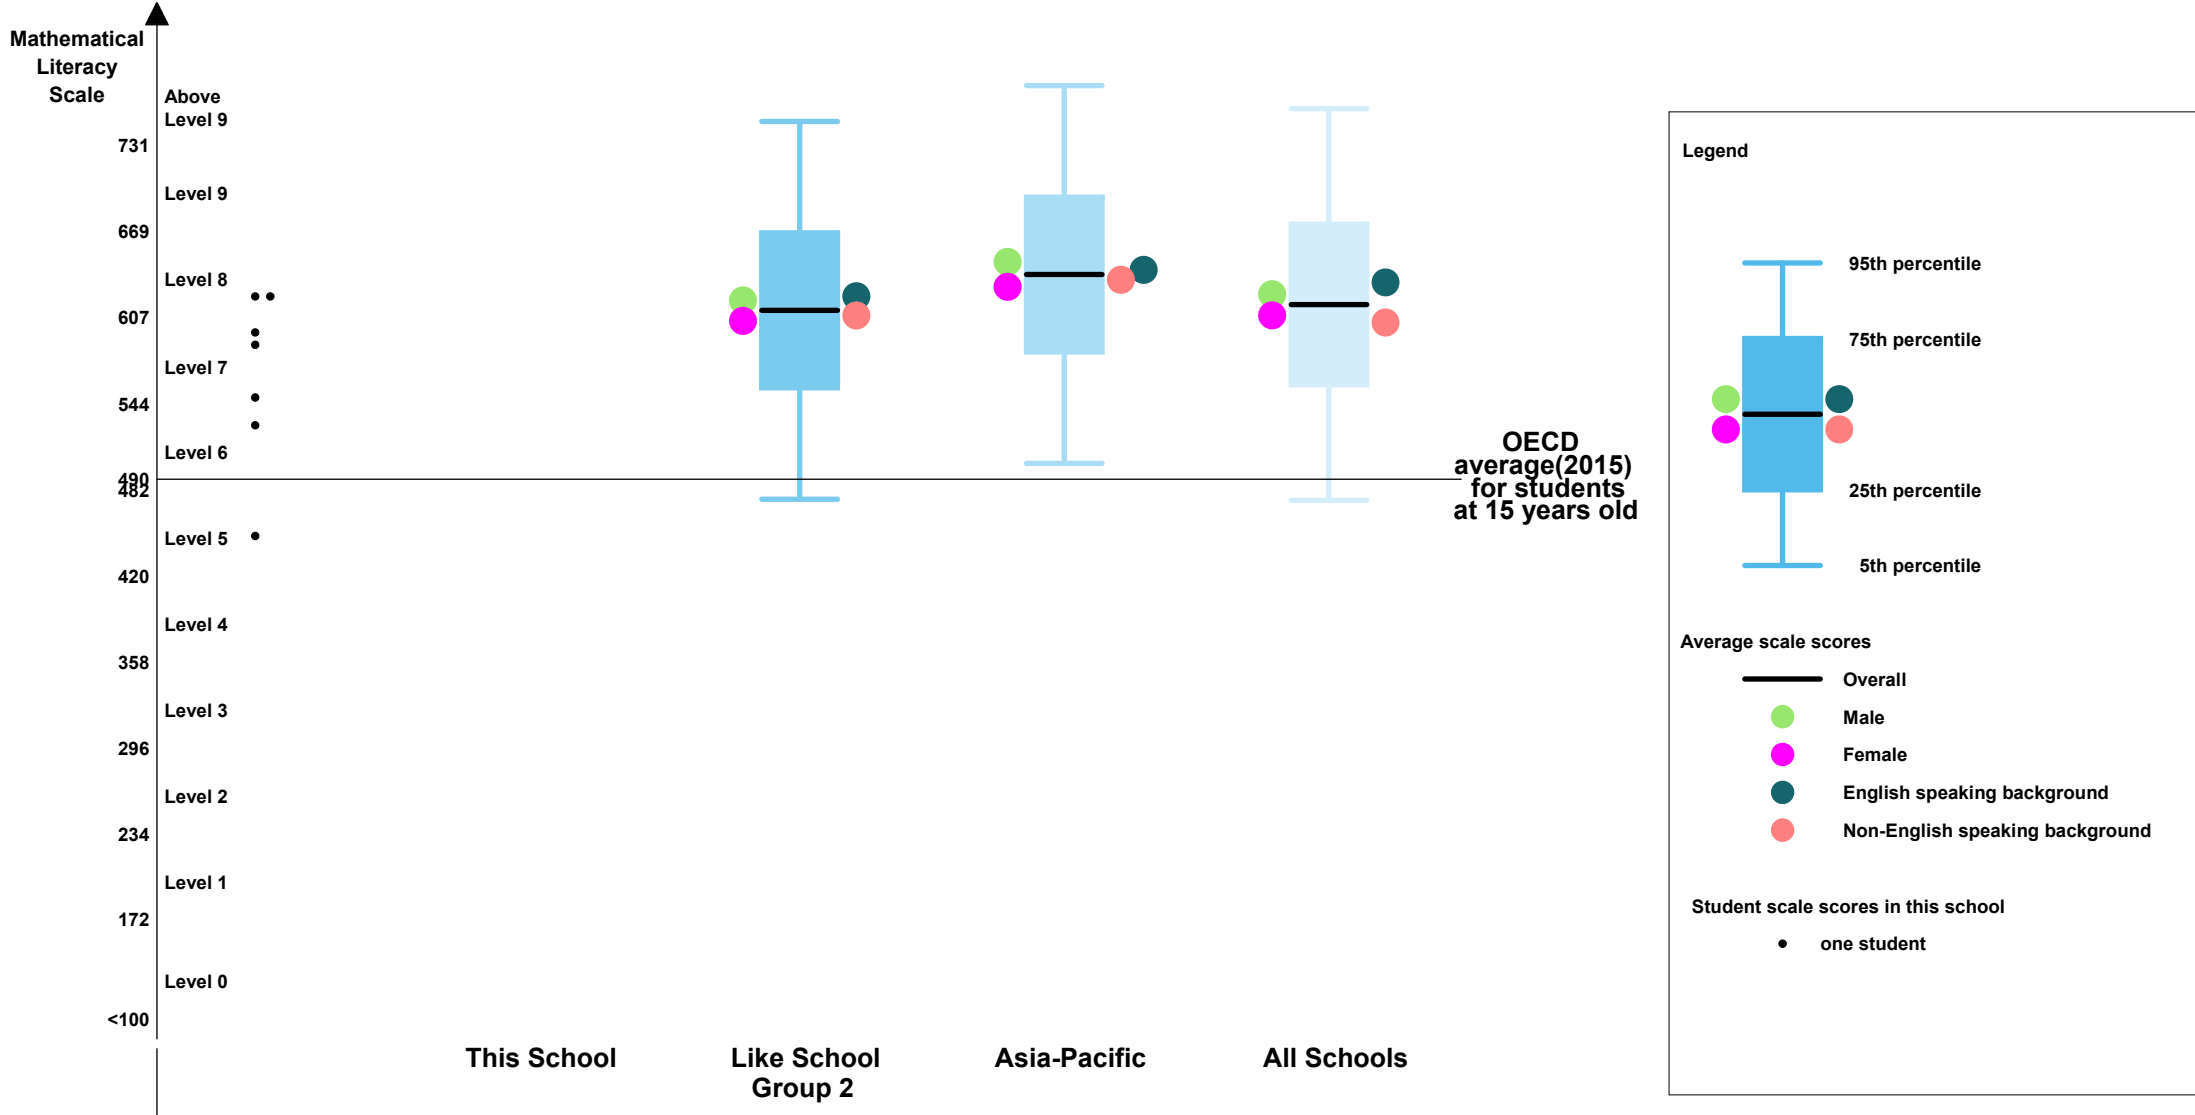 Mathematical
Literacy
Scale
Above
Level 9
731
Level 9
669
Level 8
607
Level 7
544
Level 6
490
482
Level 5
420
Level 4
358
Level 3
296
Level 2
234
Level 1
172
Level 0
<100
OECD
average(2015)
for students
at 15 years old
This School
Like School
Group 2
Asia-Pacific
All Schools
Legend
95th percentile
75th percentile
25th percentile
5th percentile
Average scale scores
Overall
Male
Female
English speaking background
Non-English speaking background
Student scale scores in this school
one student